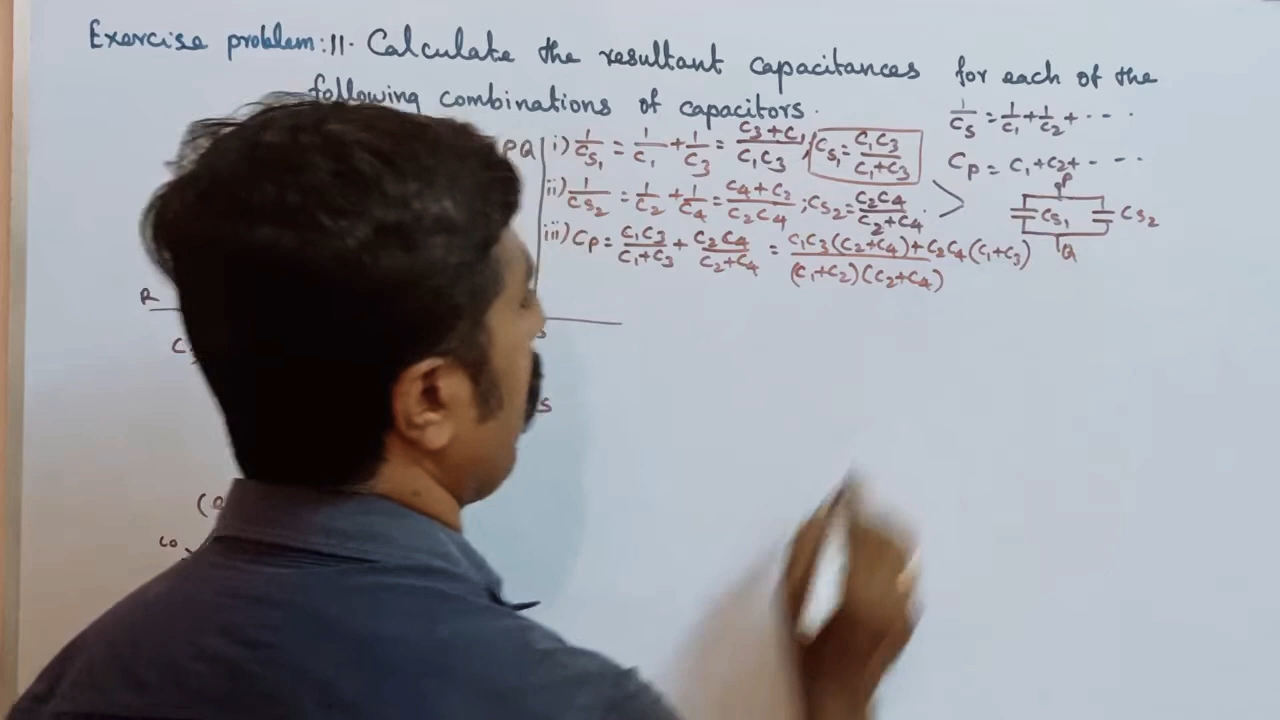 Exercise problem:11. Calculate the resultant capacitances for each of the
following combinations of capacitors.
1/Cs = 1/C1 + 1/C2 + - - -
Cp = C1+C2+ - - -
PQ
i) 1/Cs1 = 1/C1 + 1/C3 = C3+C1/C1C3 ; Cs1 = C1C3/C1+C3
ii) 1/Cs2 = 1/C2 + 1/C4 = C4+C2/C2C4 ; Cs2 = C2C4/C2+C4.
iii) Cp = C1C3/C1+C3 + C2C4/C2+C4 = C1C3(C2+C4)+C2C4(C1+C3)/(C1+C2)(C2+C4)
P
Cs1 Cs2
Q
R
S